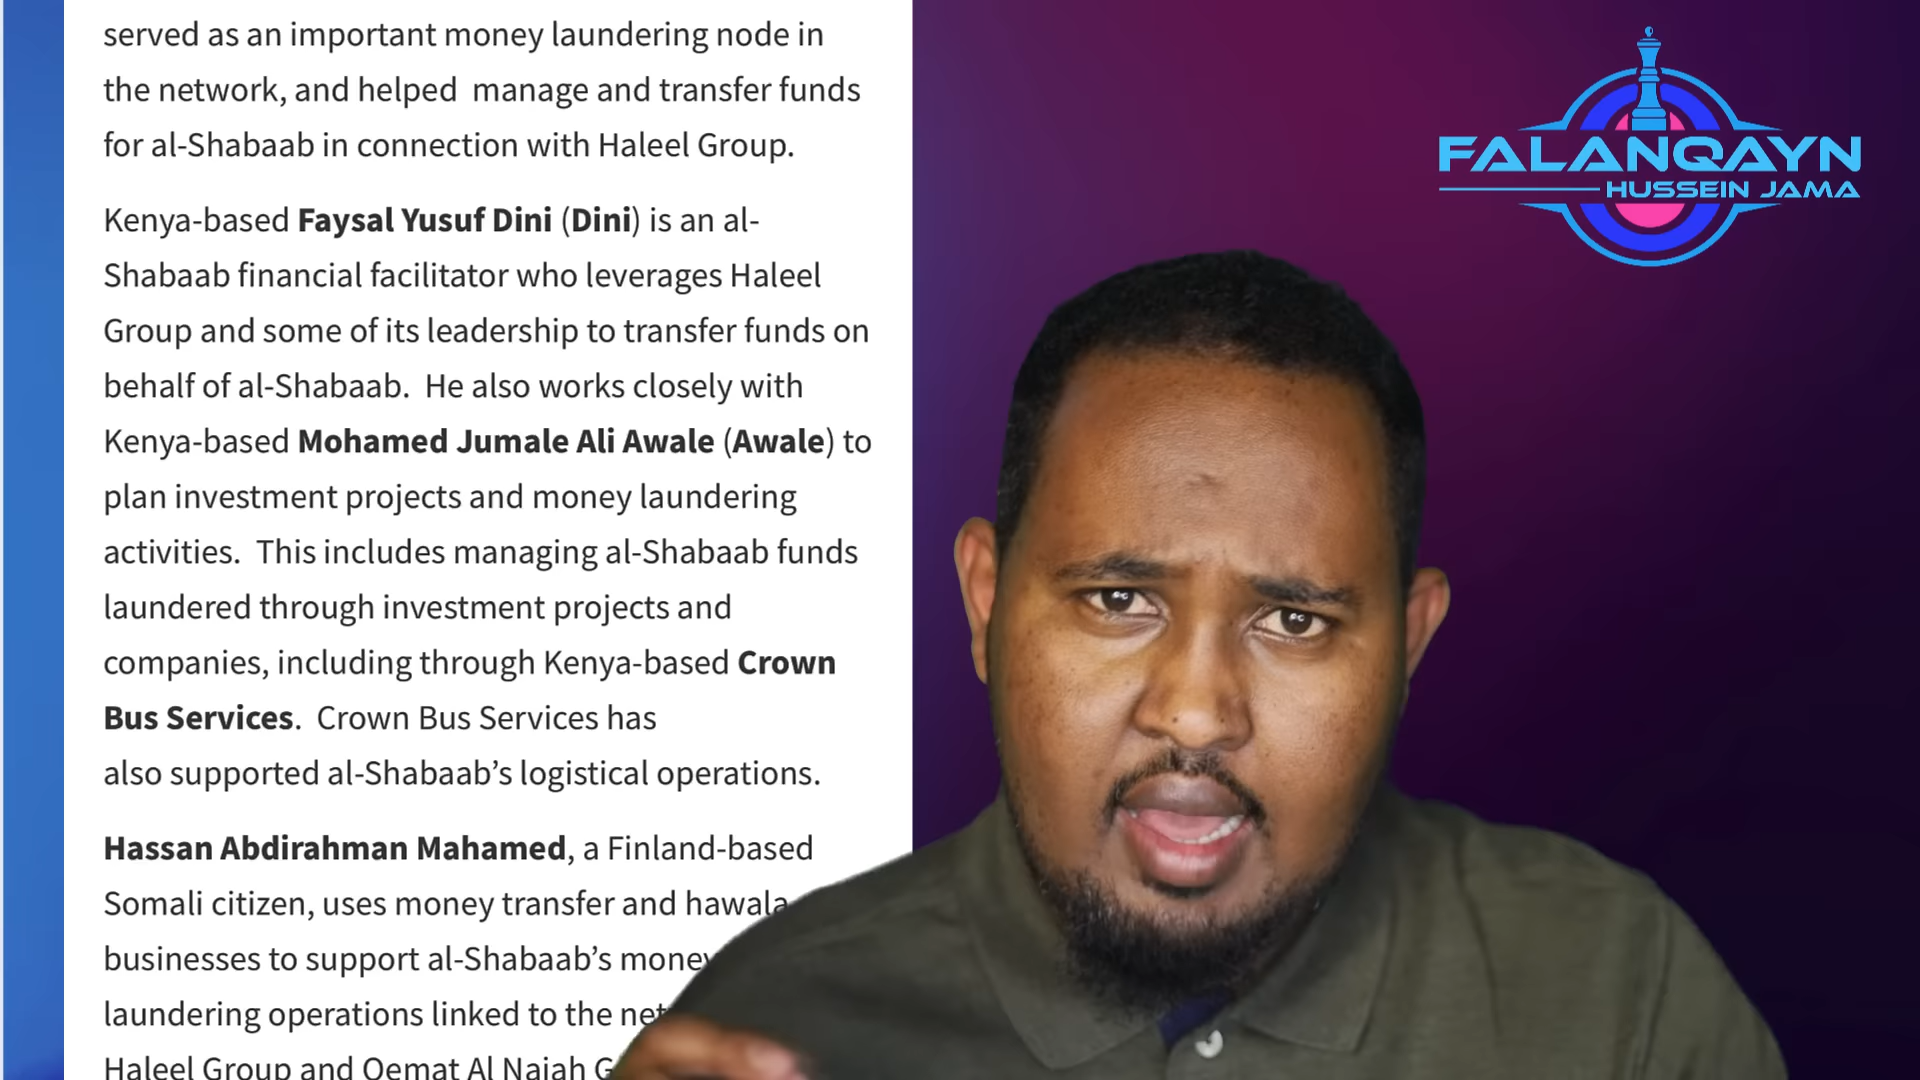 served as an important money laundering node in
the network, and helped manage and transfer funds
for al-Shabaab in connection with Haleel Group.
Kenya-based Faysal Yusuf Dini (Dini) is an al-
Shabaab financial facilitator who leverages Haleel
Group and some of its leadership to transfer funds on
behalf of al-Shabaab. He also works closely with
Kenya-based Mohamed Jumale Ali Awale (Awale) to
plan investment projects and money laundering
activities. This includes managing al-Shabaab funds
laundered through investment projects and
companies, including through Kenya-based Crown
Bus Services. Crown Bus Services has
also supported al-Shabaab’s logistical operations.
Hassan Abdirahman Mahamed, a Finland-based
Somali citizen, uses money transfer and hawala
businesses to support al-Shabaab’s money
laundering operations linked to the
Haleel Group and Qemat Al Najah
FALANQAYN
HUSSEIN JAMA